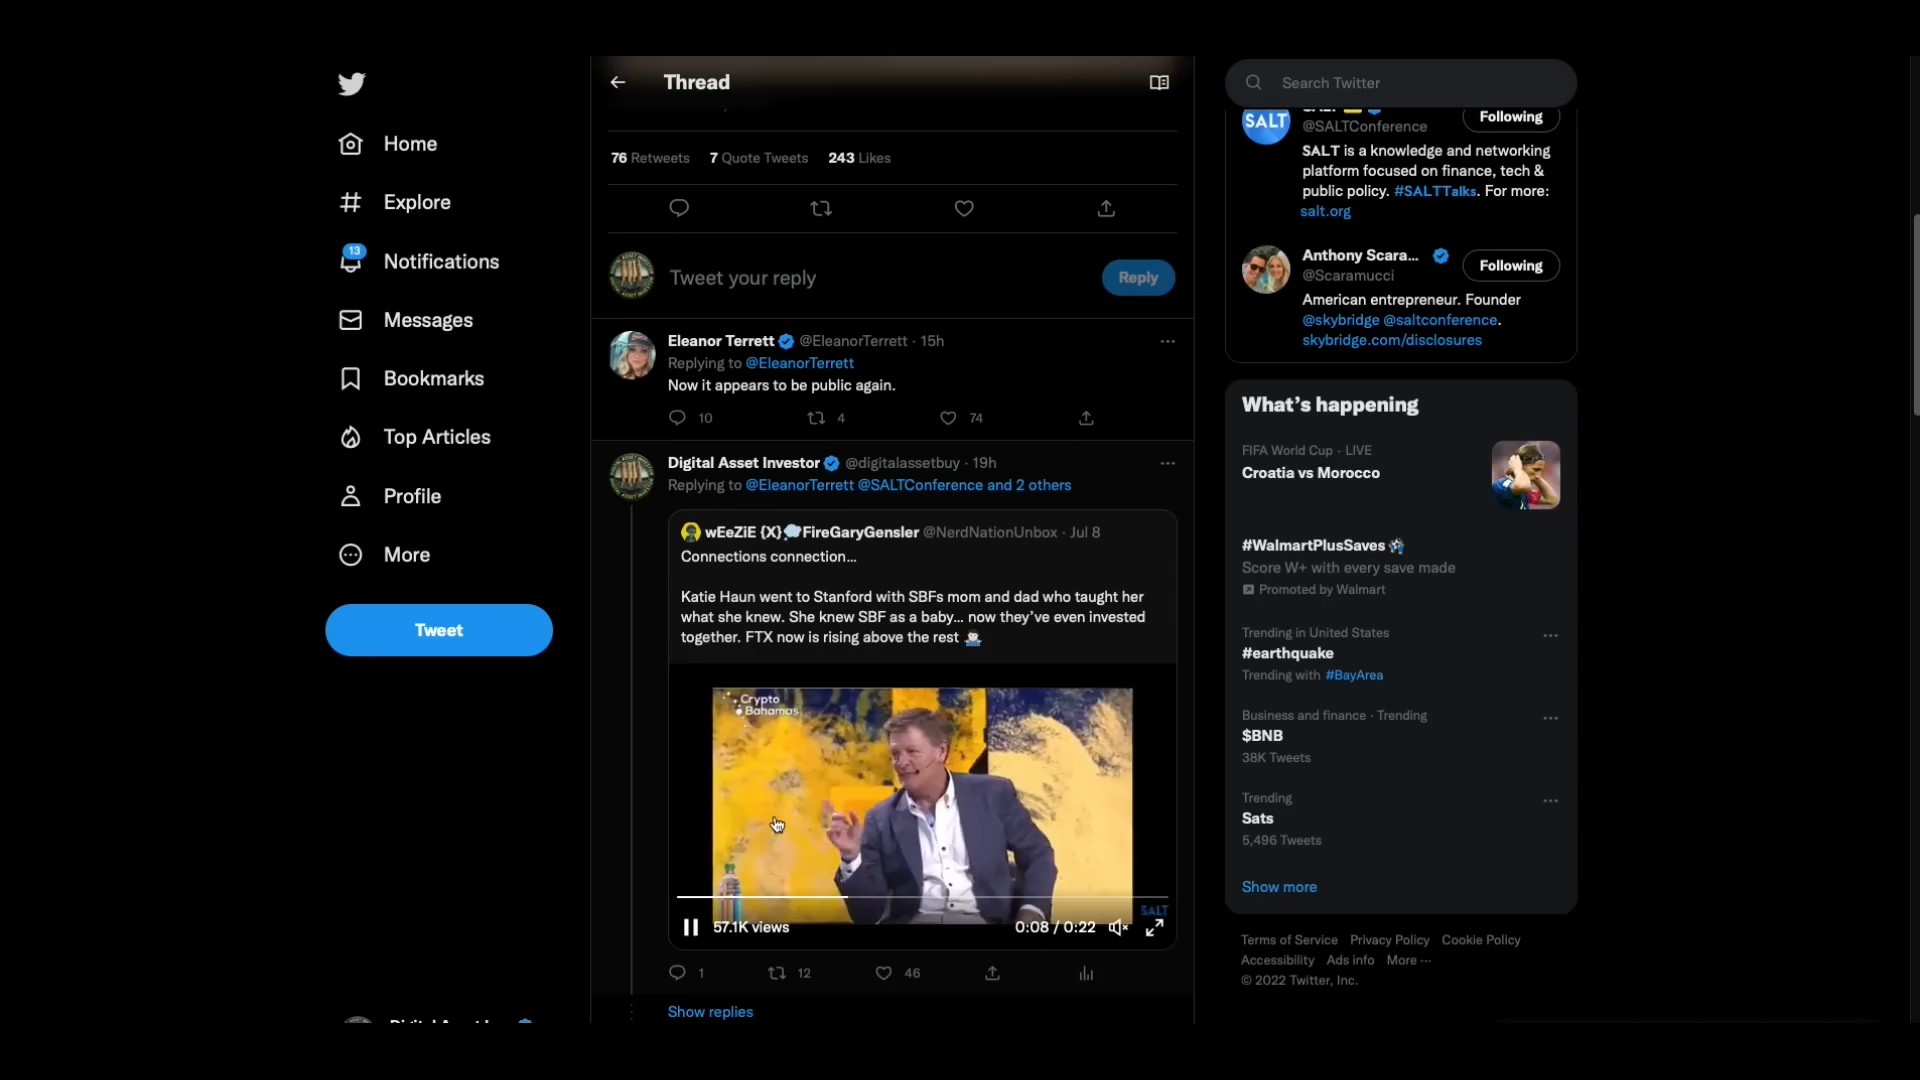 Home
Explore
13
Notifications
Messages
Bookmarks
Top Articles
Profile
More
Tweet
Thread
76 Retweets 7 Quote Tweets 243 Likes
Tweet your reply
Reply
Eleanor Terrett @EleanorTerrett · 15h
Replying to @EleanorTerrett
Now it appears to be public again.
10 4 74
Digital Asset Investor @digitalassetbuy · 19h
Replying to @EleanorTerrett @SALTConference and 2 others
wEeZiE {X}💭FireGaryGensler @NerdNationUnbox · Jul 8
Connections connection...
Katie Haun went to Stanford with SBFs mom and dad who taught her
what she knew. She knew SBF as a baby... now they've even invested
together. FTX now is rising above the rest
Crypto
Bahamas
SALT
57.1K views 0:08 / 0:22
1 12 46
Show replies
Search Twitter
SALT
@SALTConference
Following
SALT is a knowledge and networking
platform focused on finance, tech &
public policy. #SALTTalks. For more:
salt.org
Anthony Scara...
@Scaramucci
Following
American entrepreneur. Founder
@skybridge @saltconference.
skybridge.com/disclosures
What's happening
FIFA World Cup · LIVE
Croatia vs Morocco
#WalmartPlusSaves
Score W+ with every save made
Promoted by Walmart
Trending in United States
#earthquake
Trending with #BayArea
Business and finance · Trending
$BNB
38K Tweets
Trending
Sats
5,496 Tweets
Show more
Terms of Service Privacy Policy Cookie Policy
Accessibility Ads info More ···
© 2022 Twitter, Inc.